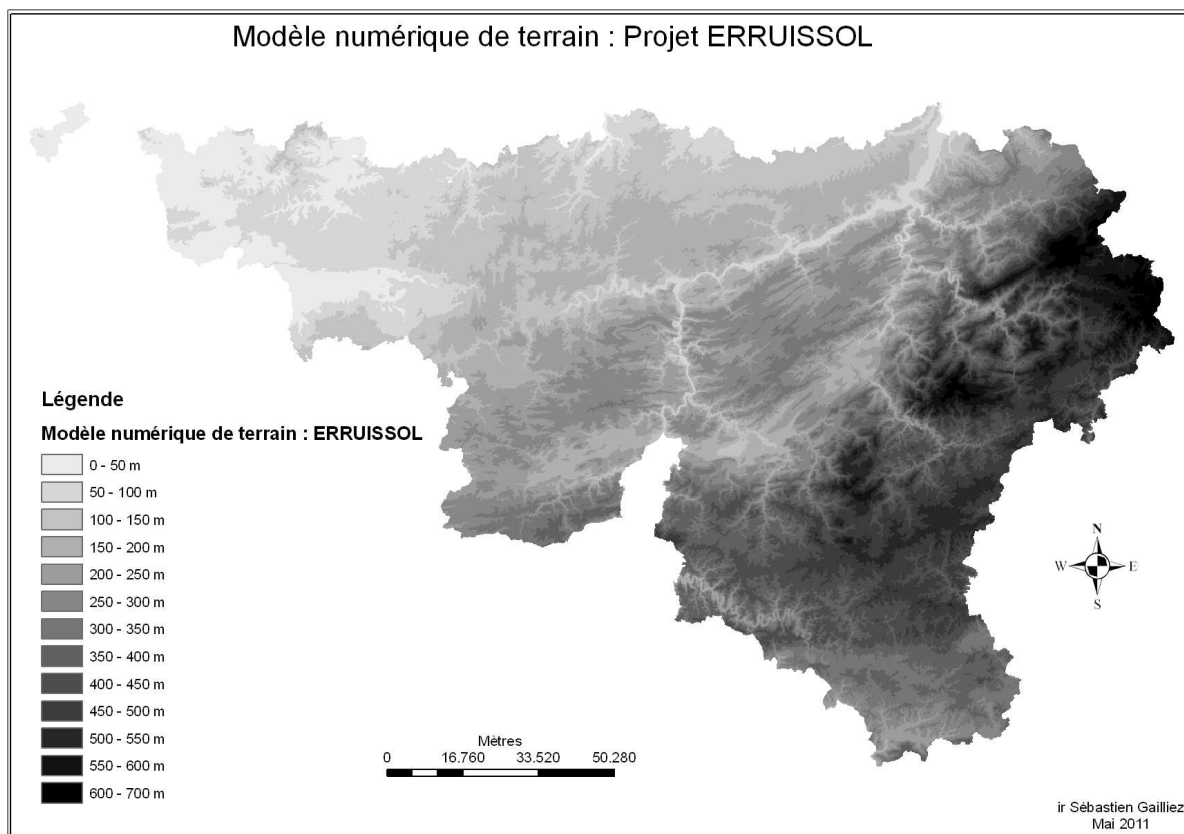 Modèle numérique de terrain : Projet ERRUISSOL
Légende
Modèle numérique de terrain : ERRUISSOL
0 - 50 m
50 - 100 m
100 - 150 m
150 - 200 m
200 - 250 m
250 - 300 m
300 - 350 m
350 - 400 m
400 - 450 m
450 - 500 m
500 - 550 m
550 - 600 m
600 - 700 m
Mètres
0 16.760 33.520 50.280
N
W E
S
ir Sébastien Gailliez
Mai 2011